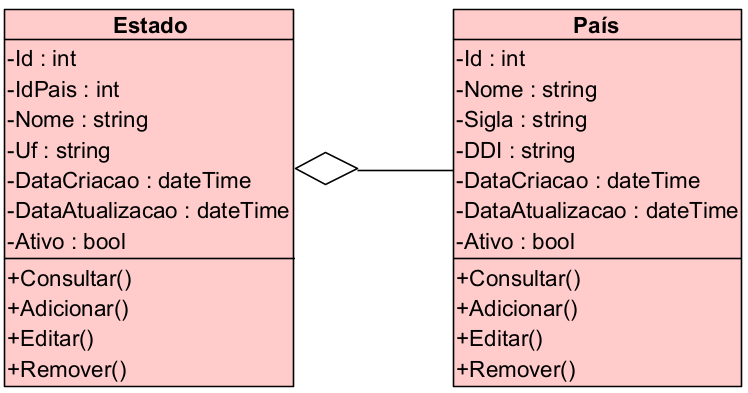 Estado
-Id : int
-IdPais : int
-Nome : string
-Uf : string
-DataCriacao : dateTime
-DataAtualizacao : dateTime
-Ativo : bool
+Consultar()
+Adicionar()
+Editar()
+Remover()
País
-Id : int
-Nome : string
-Sigla : string
-DDI : string
-DataCriacao : dateTime
-DataAtualizacao : dateTime
-Ativo : bool
+Consultar()
+Adicionar()
+Editar()
+Remover()